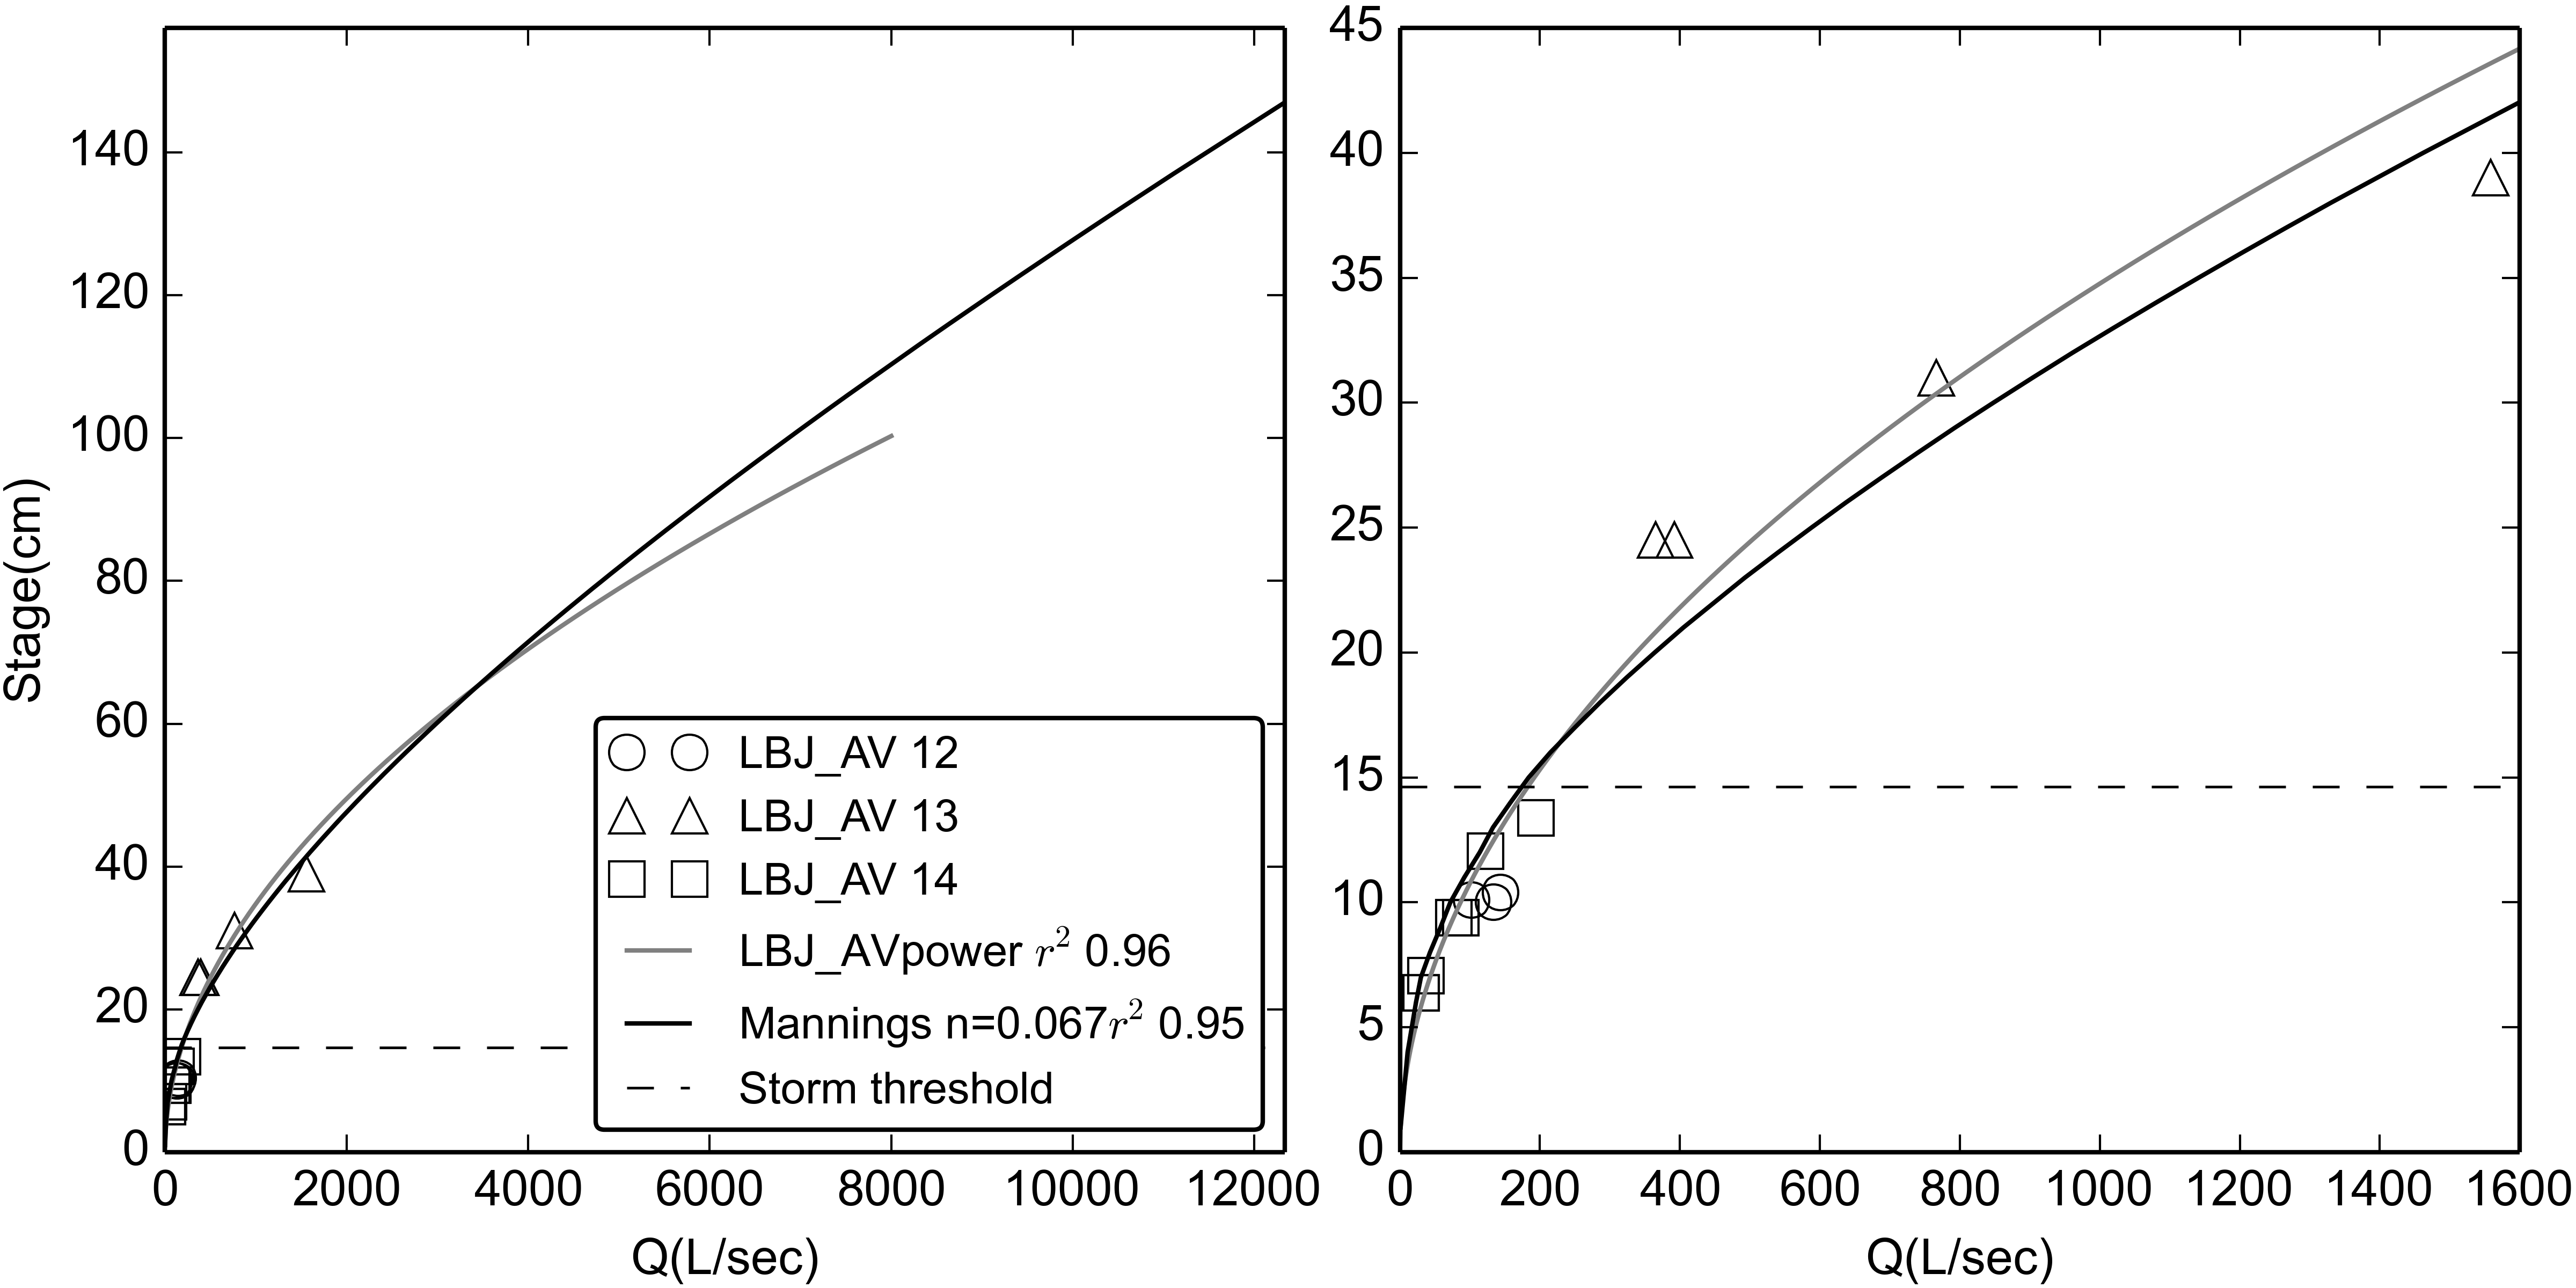 Stage(cm)
140
120
100
80
60
40
20
0
0 2000 4000 6000 8000 10000 12000
Q(L/sec)
LBJ_AV 12
LBJ_AV 13
LBJ_AV 14
LBJ_AVpower r² 0.96
Mannings n=0.067r² 0.95
Storm threshold
45
40
35
30
25
20
15
10
5
0
0 200 400 600 800 1000 1200 1400 1600
Q(L/sec)